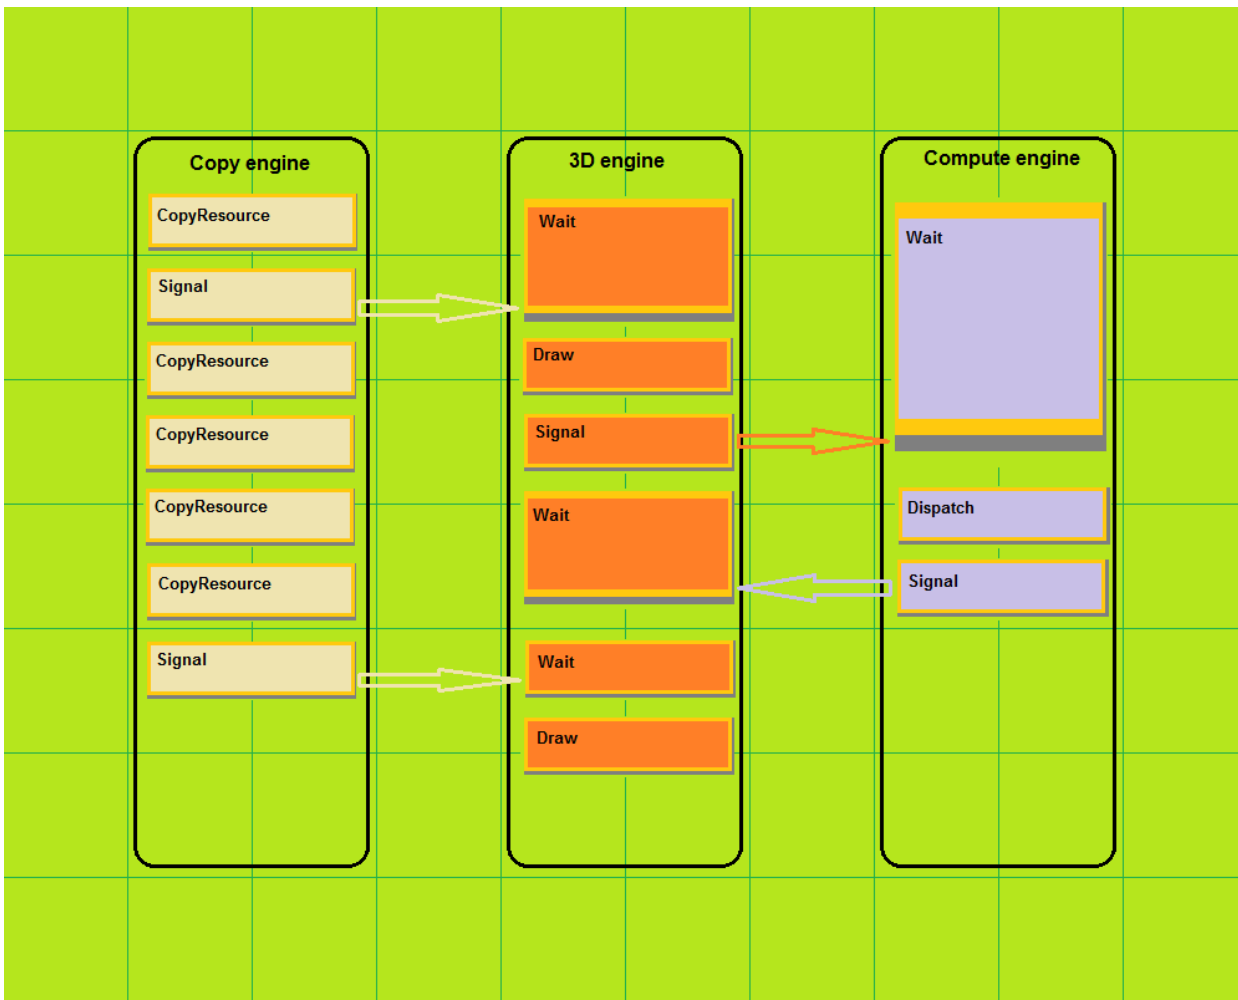 Copy engine
CopyResource
Signal
CopyResource
CopyResource
CopyResource
CopyResource
Signal
3D engine
Wait
Draw
Signal
Wait
Wait
Draw
Compute engine
Wait
Dispatch
Signal